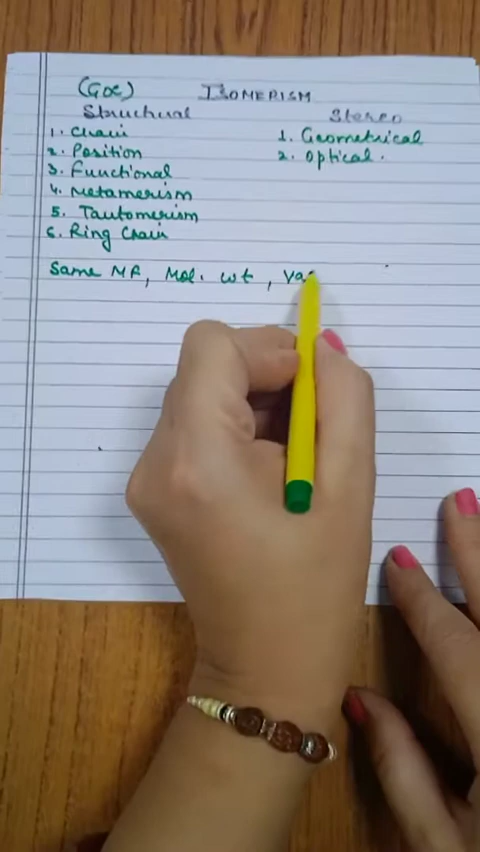 (GOC) ISOMERISM
Structural Stereo
1. Chain 1. Geometrical
2. Position 2. Optical.
3. Functional
4. Metamerism
5. Tautomerism
6. Ring Chain
Same MF, Mol. wt,